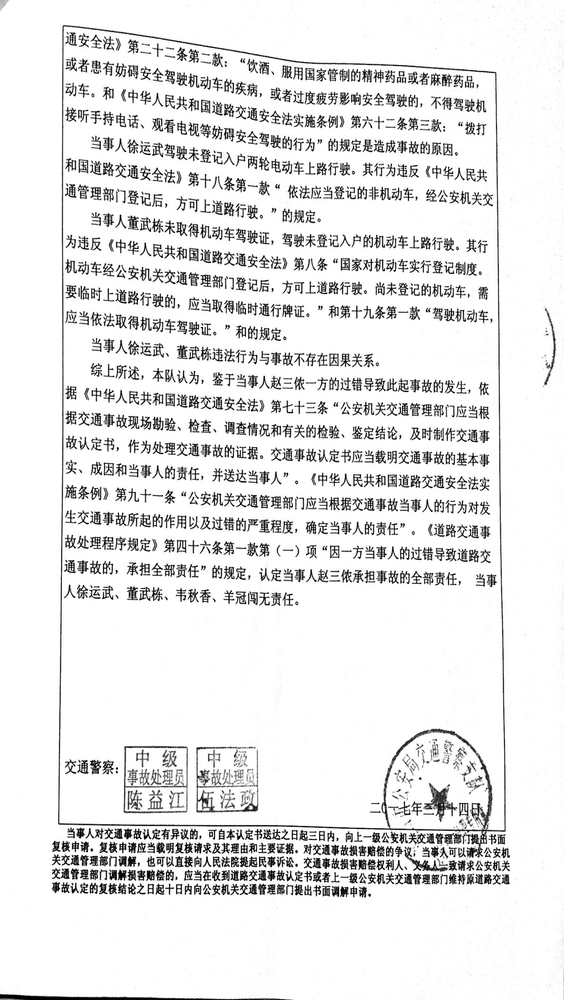 通安全法》第二十二条第二款：“饮酒、服用国家管制的精神药品或者麻醉药品，
或者患有妨碍安全驾驶机动车的疾病，或者过度疲劳影响安全驾驶的，不得驾驶机
动车。和《中华人民共和国道路交通安全法实施条例》第六十二条第三款：“拨打
接听手持电话、观看电视等妨碍安全驾驶的行为”的规定是造成事故的原因。
当事人徐运武驾驶未登记入户两轮电动车上路行驶。其行为违反《中华人民共
和国道路交通安全法》第十八条第一款“ 依法应当登记的非机动车，经公安机关交
通管理部门登记后，方可上道路行驶。”的规定。
当事人董武栋未取得机动车驾驶证，驾驶未登记入户的机动车上路行驶。其行
为违反《中华人民共和国道路交通安全法》第八条“国家对机动车实行登记制度。
机动车经公安机关交通管理部门登记后，方可上道路行驶。尚未登记的机动车，需
要临时上道路行驶的，应当取得临时通行牌证。”和第十九条第一款“驾驶机动车，
应当依法取得机动车驾驶证。”和的规定。
当事人徐运武、董武栋违法行为与事故不存在因果关系。
综上所述，本队认为，鉴于当事人赵三侬一方的过错导致此起事故的发生，依
据《中华人民共和国道路交通安全法》第七十三条“公安机关交通管理部门应当根
据交通事故现场勘验、检查、调查情况和有关的检验、鉴定结论，及时制作交通事
故认定书，作为处理交通事故的证据。交通事故认定书应当载明交通事故的基本事
实、成因和当事人的责任，并送达当事人”。《中华人民共和国道路交通安全法实
施条例》第九十一条“公安机关交通管理部门应当根据交通事故当事人的行为对发
生交通事故所起的作用以及过错的严重程度，确定当事人的责任”。《道路交通事
故处理程序规定》第四十六条第一款第（一）项“因一方当事人的过错导致道路交
通事故的，承担全部责任”的规定，认定当事人赵三侬承担事故的全部责任， 当事
人徐运武、董武栋、韦秋香、羊冠闯无责任。
交通警察：
中级
事故处理员
陈益江
中级
事故处理员
伍法政
公安局交通警察支队
二〇一七年二月十四日
当事人对交通事故认定有异议的，可自本认定书送达之日起三日内，向上一级公安机关交通管理部门提出书面
复核申请。复核申请应当载明复核请求及其理由和主要证据。对交通事故损害赔偿的争议，当事人可以请求公安机
关交通管理部门调解，也可以直接向人民法院提起民事诉讼。交通事故损害赔偿权利人、义务人一致请求公安机关
交通管理部门调解损害赔偿的，应当在收到道路交通事故认定书或者上一级公安机关交通管理部门维持原道路交通
事故认定的复核结论之日起十日内向公安机关交通管理部门提出书面调解申请。